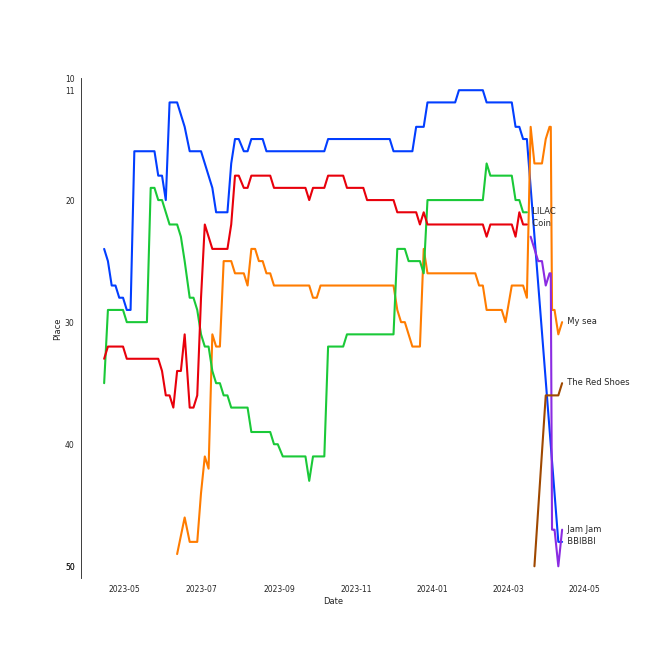 10
11
20
30
40
50
Place
LILAC
Coin
My sea
The Red Shoes
Jam Jam
BBIBBI
2023-05
2023-07
2023-09
2023-11
2024-01
2024-03
2024-05
Date